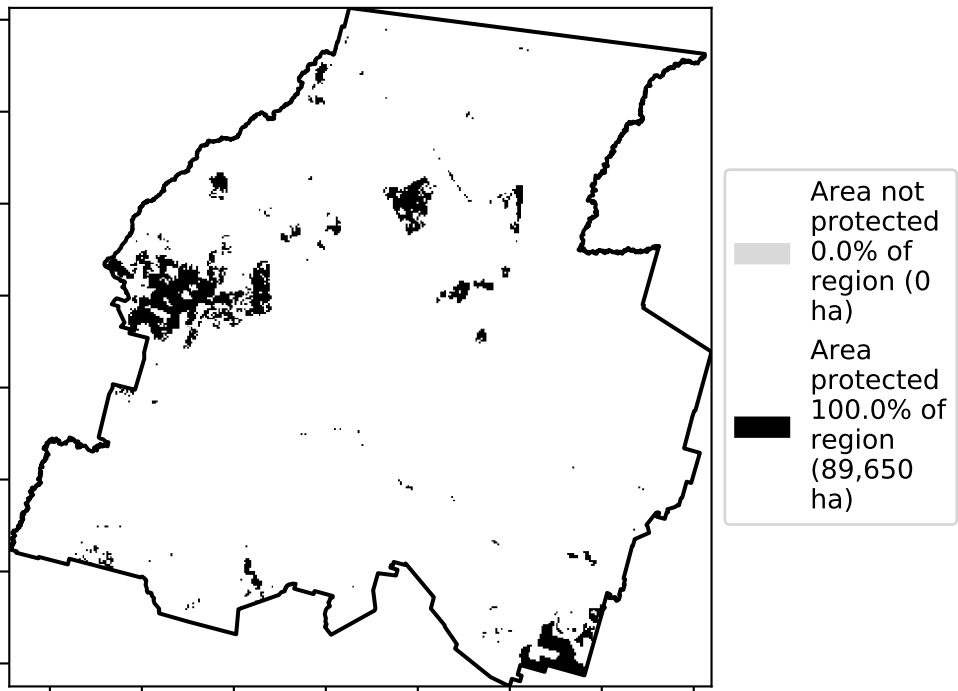 Area not
protected
0.0% of
region (0
ha)
Area
protected
100.0% of
region
(89,650
ha)